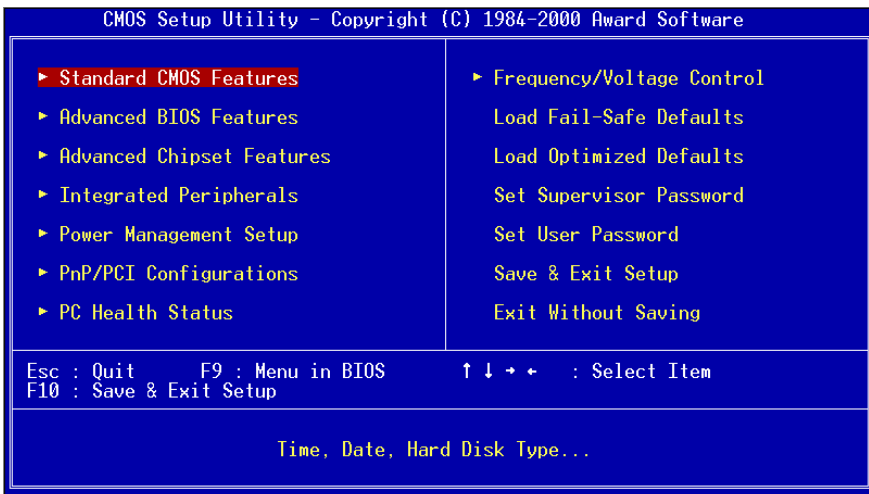 CMOS Setup Utility - Copyright (C) 1984-2000 Award Software
► Standard CMOS Features
► Advanced BIOS Features
► Advanced Chipset Features
► Integrated Peripherals
► Power Management Setup
► PnP/PCI Configurations
► PC Health Status
► Frequency/Voltage Control
Load Fail-Safe Defaults
Load Optimized Defaults
Set Supervisor Password
Set User Password
Save & Exit Setup
Exit Without Saving
Esc : Quit F9 : Menu in BIOS ↑ ↓ → ← : Select Item
F10 : Save & Exit Setup
Time, Date, Hard Disk Type...